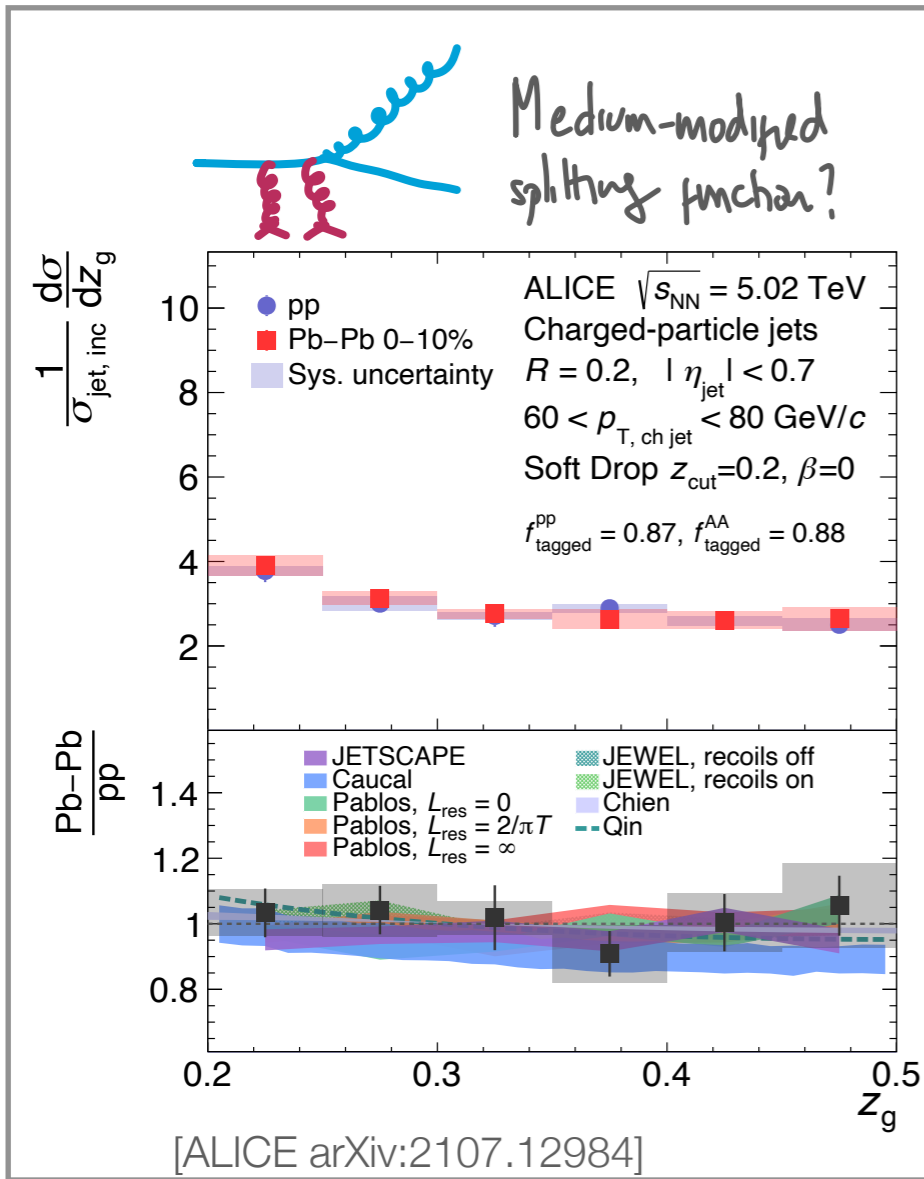 Medium-modified
splitting function?
1/σ_jet, inc dσ/dz_g
10
8
6
4
2
pp
Pb–Pb 0–10%
Sys. uncertainty
ALICE √s_NN = 5.02 TeV
Charged-particle jets
R = 0.2, | η_jet| < 0.7
60 < p_T, ch jet < 80 GeV/c
Soft Drop z_cut=0.2, β=0
f^pp_tagged = 0.87, f^AA_tagged = 0.88
Pb–Pb/pp
1.4
1.2
1
0.8
JETSCAPE
Caucal
Pablos, L_res = 0
Pablos, L_res = 2/πT
Pablos, L_res = ∞
JEWEL, recoils off
JEWEL, recoils on
Chien
Qin
0.2 0.3 0.4 0.5
z_g
[ALICE arXiv:2107.12984]